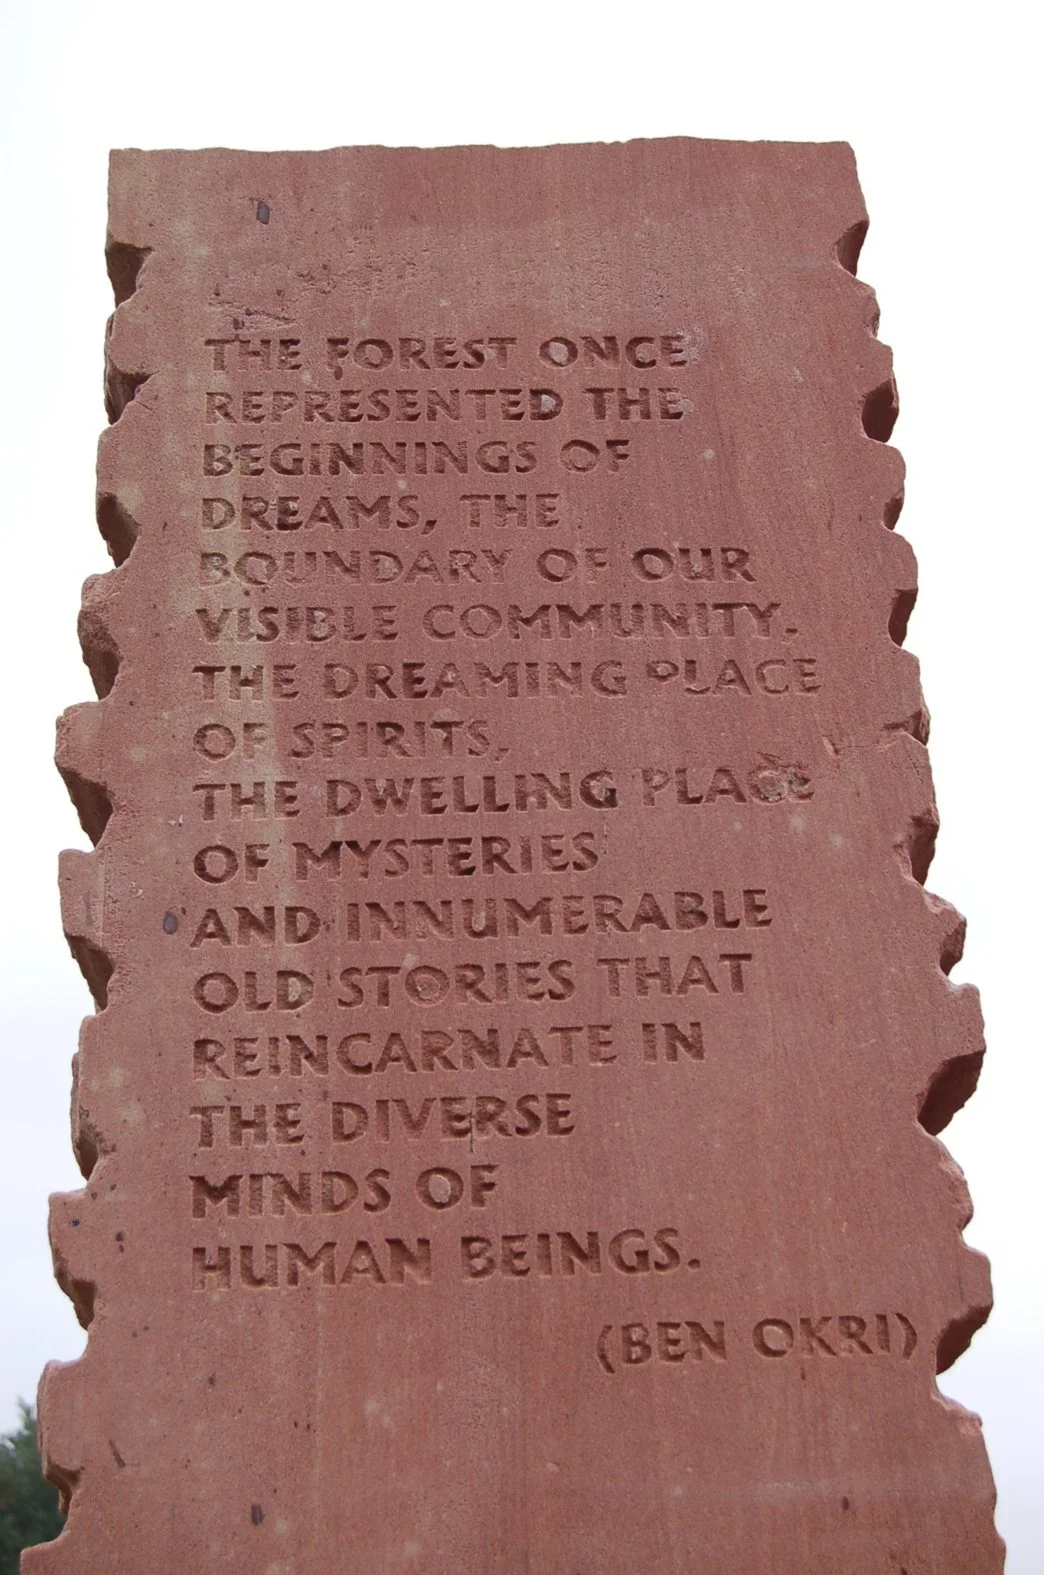 THE FOREST ONCE
REPRESENTED THE
BEGINNINGS OF
DREAMS, THE
BOUNDARY OF OUR
VISIBLE COMMUNITY.
THE DREAMING PLACE
OF SPIRITS,
THE DWELLING PLACE
OF MYSTERIES
AND INNUMERABLE
OLD STORIES THAT
REINCARNATE IN
THE DIVERSE
MINDS OF
HUMAN BEINGS.
(BEN OKRI)